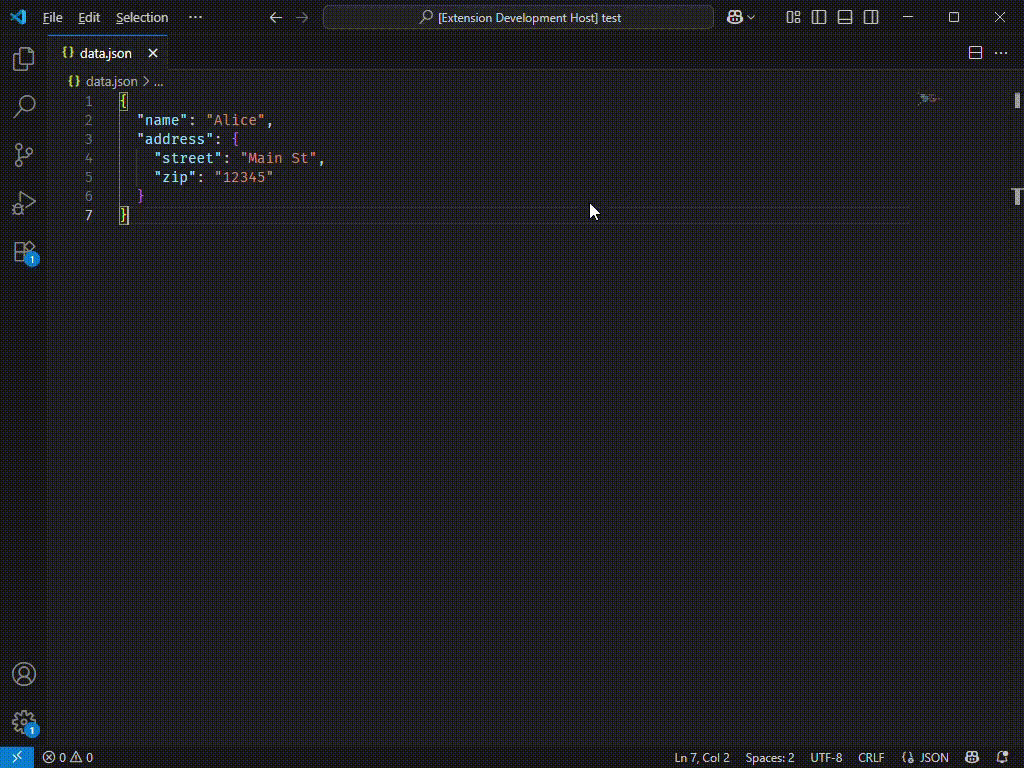 File Edit Selection ··· [Extension Development Host] test
data.json
data.json > ...
1 {
2 "name": "Alice",
3 "address": {
4 "street": "Main St",
5 "zip": "12345"
6 }
7 }
1
1
0 0 Ln 7, Col 2 Spaces: 2 UTF-8 CRLF {} JSON